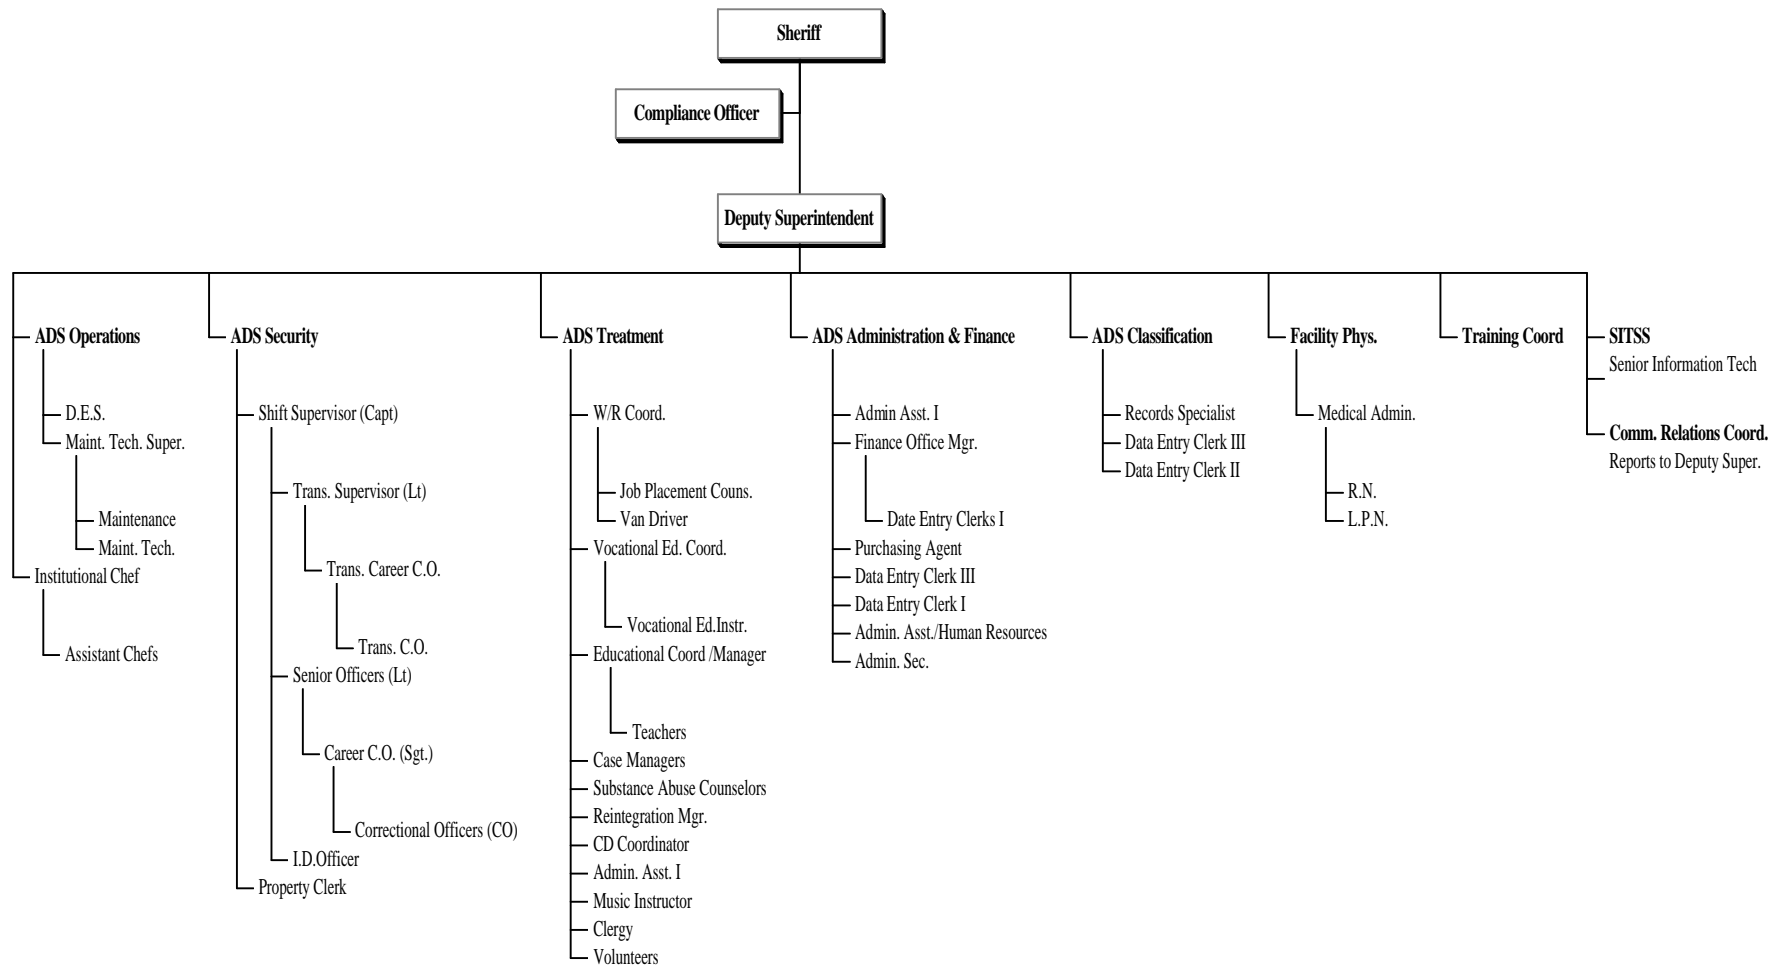 Sheriff
Compliance Officer
Deputy Superintendent
ADS Operations
D.E.S.
Maint. Tech. Super.
Maintenance
Maint. Tech.
Institutional Chef
Assistant Chefs
ADS Security
Shift Supervisor (Capt)
Trans. Supervisor (Lt)
Trans. Career C.O.
Trans. C.O.
Senior Officers (Lt)
Career C.O. (Sgt.)
Correctional Officers (CO)
I.D.Officer
Property Clerk
ADS Treatment
W/R Coord.
Job Placement Couns.
Van Driver
Vocational Ed. Coord.
Vocational Ed.Instr.
Educational Coord /Manager
Teachers
Case Managers
Substance Abuse Counselors
Reintegration Mgr.
CD Coordinator
Admin. Asst. I
Music Instructor
Clergy
Volunteers
ADS Administration & Finance
Admin Asst. I
Finance Office Mgr.
Date Entry Clerks I
Purchasing Agent
Data Entry Clerk III
Data Entry Clerk I
Admin. Asst./Human Resources
Admin. Sec.
ADS Classification
Records Specialist
Data Entry Clerk III
Data Entry Clerk II
Facility Phys.
Medical Admin.
R.N.
L.P.N.
Training Coord
SITSS
Senior Information Tech
Comm. Relations Coord.
Reports to Deputy Super.